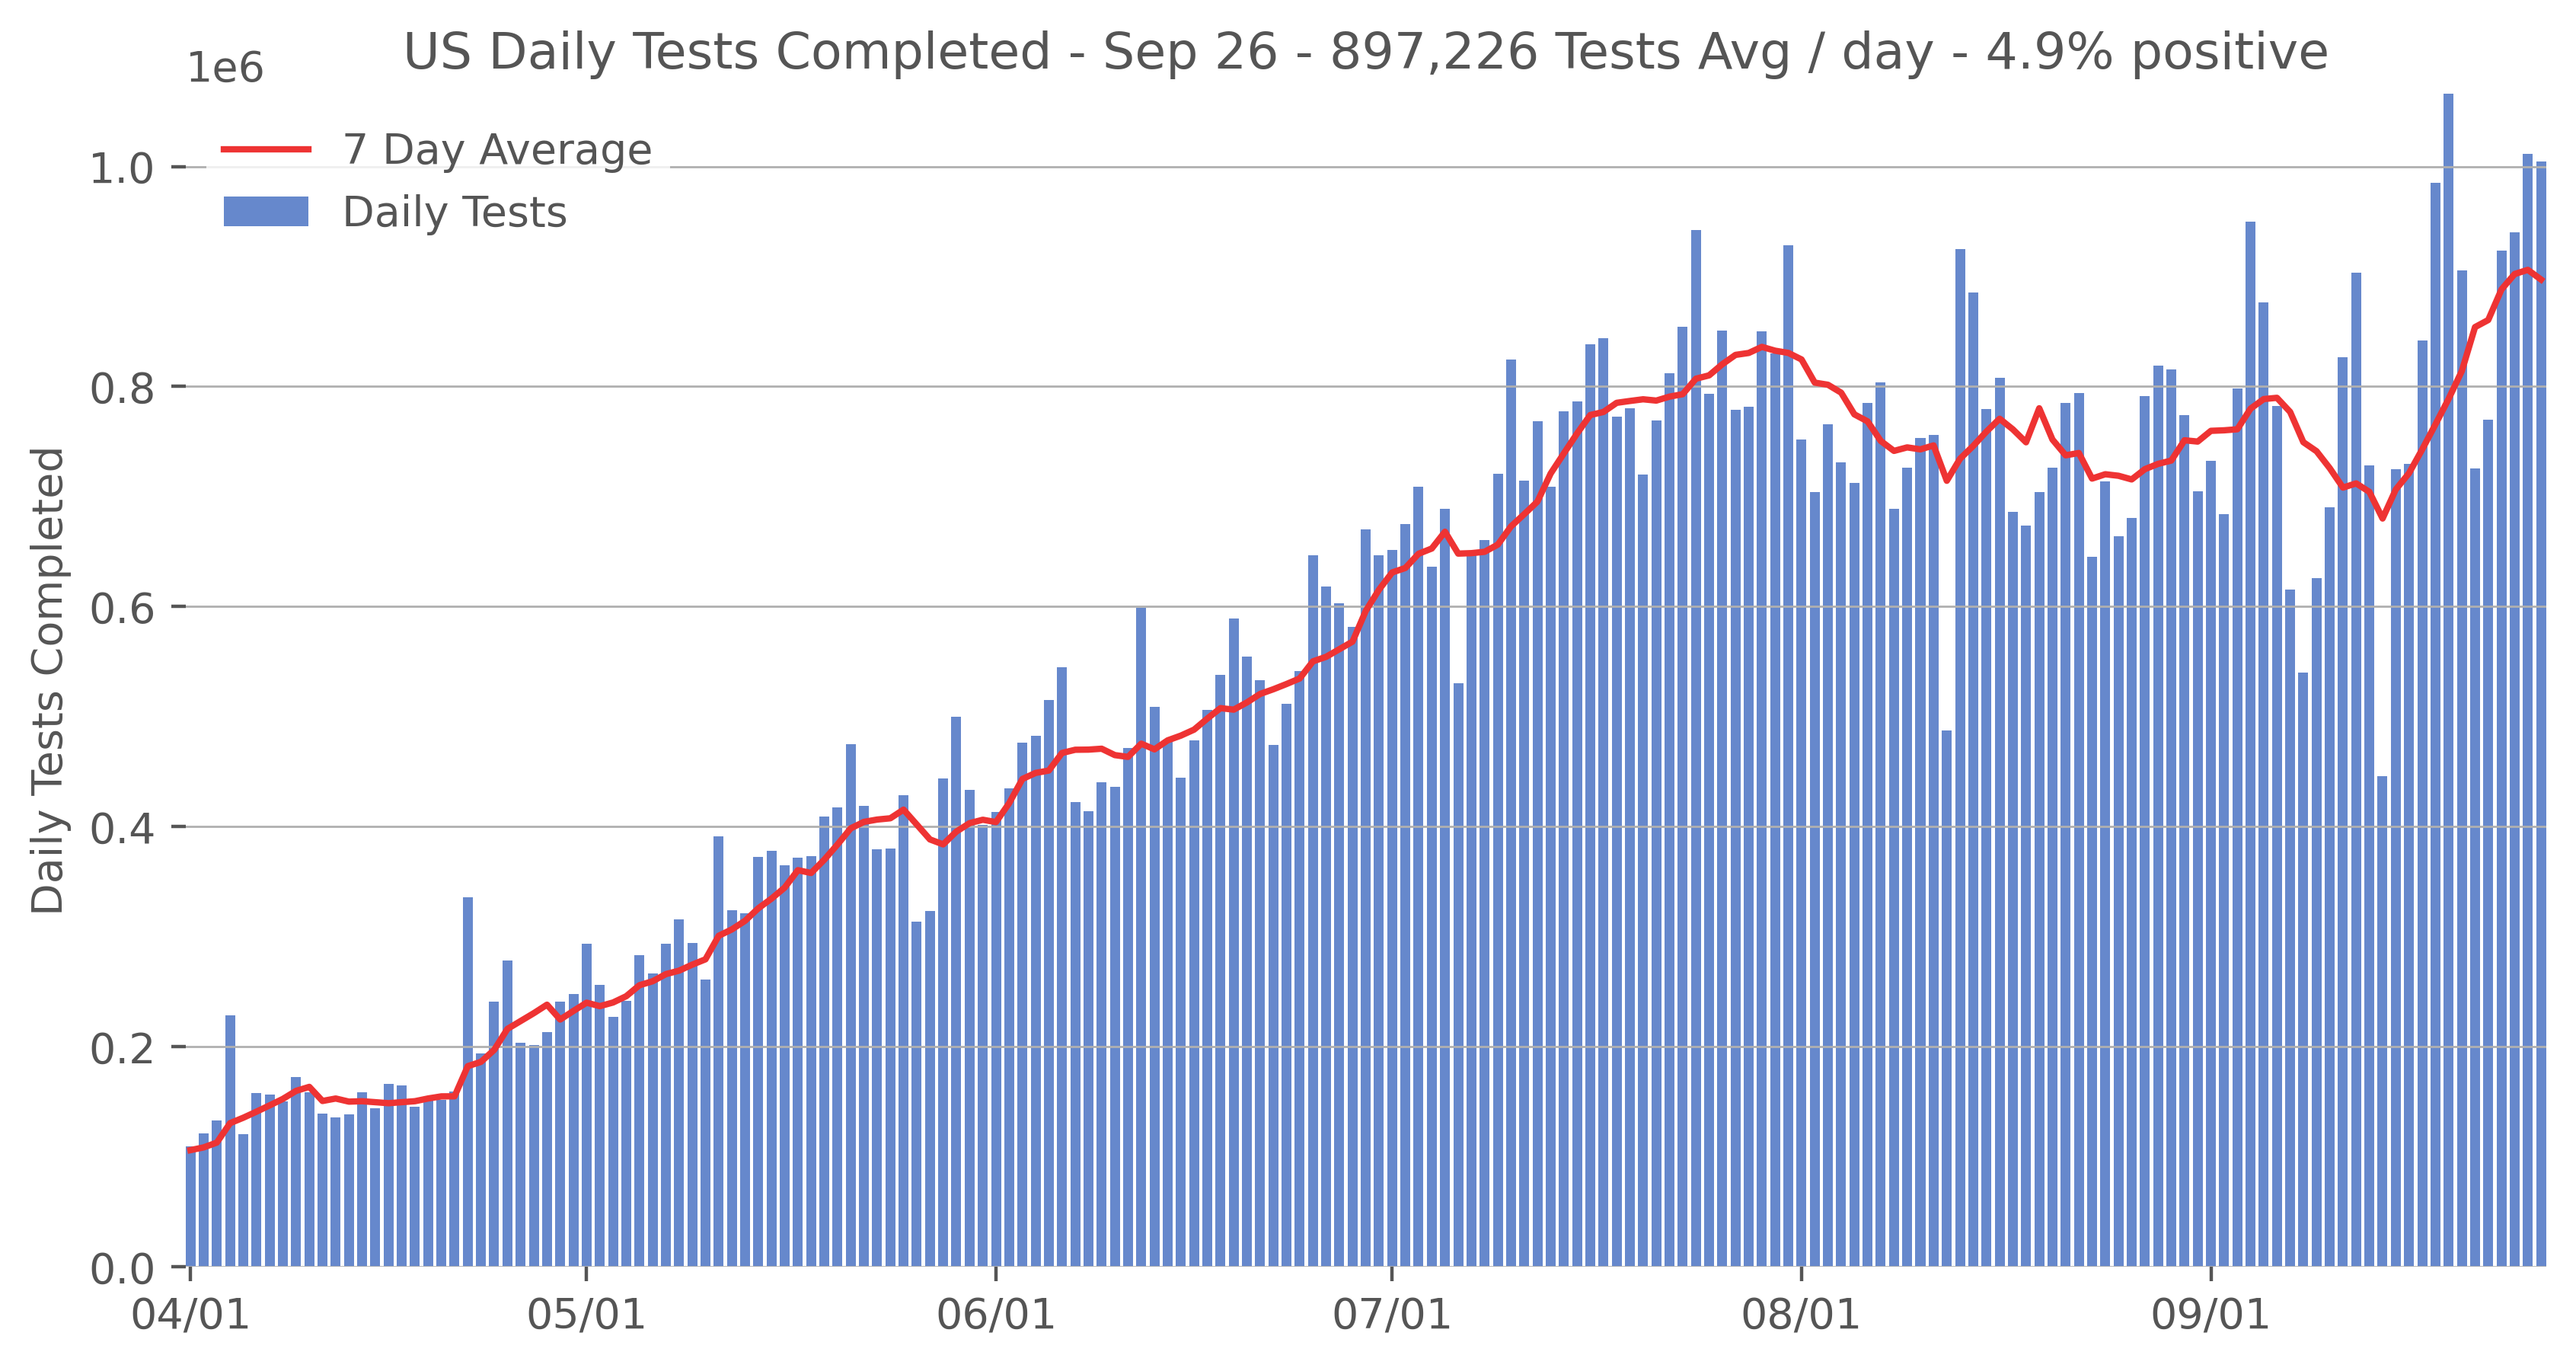 US Daily Tests Completed - Sep 26 - 897,226 Tests Avg / day - 4.9% positive
1e6
7 Day Average
Daily Tests
Daily Tests Completed
1.0
0.8
0.6
0.4
0.2
0.0
04/01
05/01
06/01
07/01
08/01
09/01